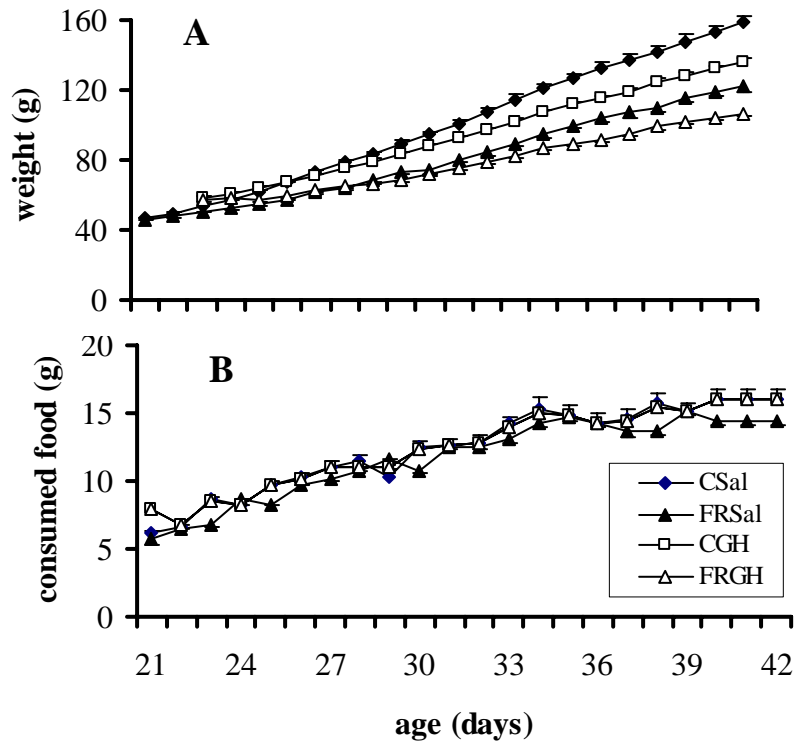 A
weight (g)
160
120
80
40
0
B
consumed food (g)
20
15
10
5
0
CSal
FRSal
CGH
FRGH
21 24 27 30 33 36 39 42
age (days)